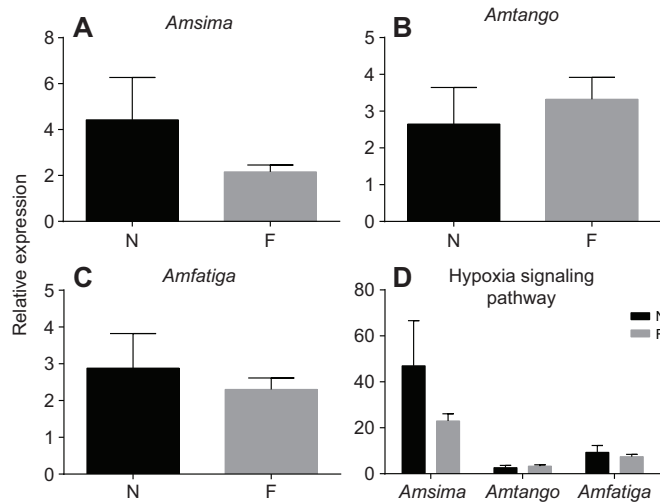 A
Amsima
B
Amtango
8
6
4
2
0
N
F
5
4
3
2
1
0
N
F
Relative expression
C
Amfatiga
D
Hypoxia signaling
pathway
5
4
3
2
1
0
N
F
80
60
40
20
0
N
Amsima
Amtango
Amfatiga